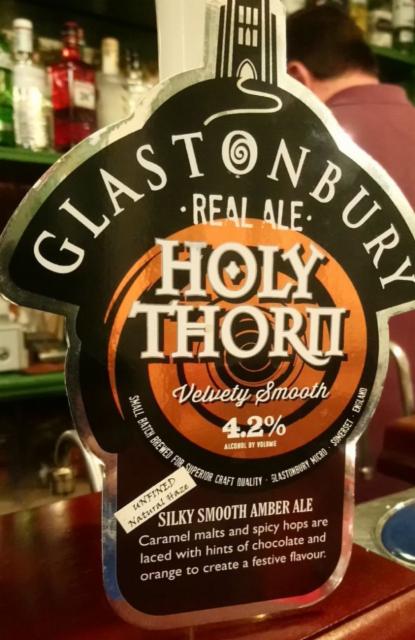 GLASTONBURY
· REAL ALE ·
HOLY
THORN
Velvety Smooth
4.2%
ALCOHOL BY VOLUME
SMALL BATCH BREWED FOR SUPERIOR CRAFT QUALITY · GLASTONBURY MICRO · SOMERSET · ENGLAND
UNFINED
Natural Haze
SILKY SMOOTH AMBER ALE
Caramel malts and spicy hops are
laced with hints of chocolate and
orange to create a festive flavour.